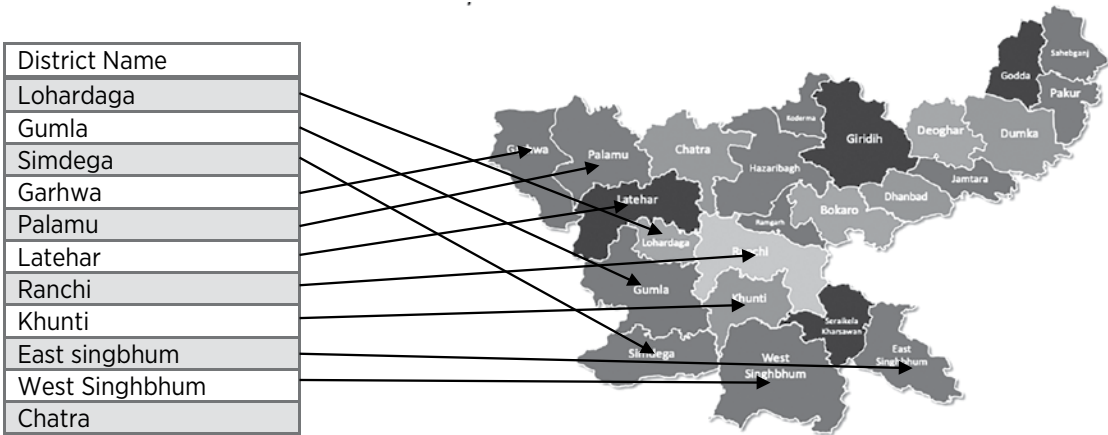 District Name
Lohardaga
Gumla
Simdega
Garhwa
Palamu
Latehar
Ranchi
Khunti
East singbhum
West Singhbhum
Chatra
Sahebganj
Godda
Pakur
Koderma
Giridih
Deoghar
Dumka
Garhwa
Palamu
Chatra
Hazaribagh
Jamtara
Latehar
Dhanbad
Bokaro
Ramgarh
Lohardaga
Ranchi
Gumla
Khunti
Seraikela
Kharsawan
Simdega
West
Singhbhum
East
Singhbhum